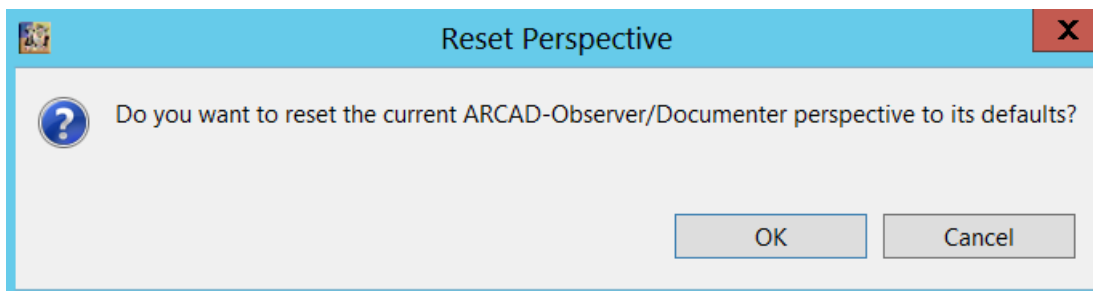 Reset Perspective
X
Do you want to reset the current ARCAD-Observer/Documenter perspective to its defaults?
OK
Cancel